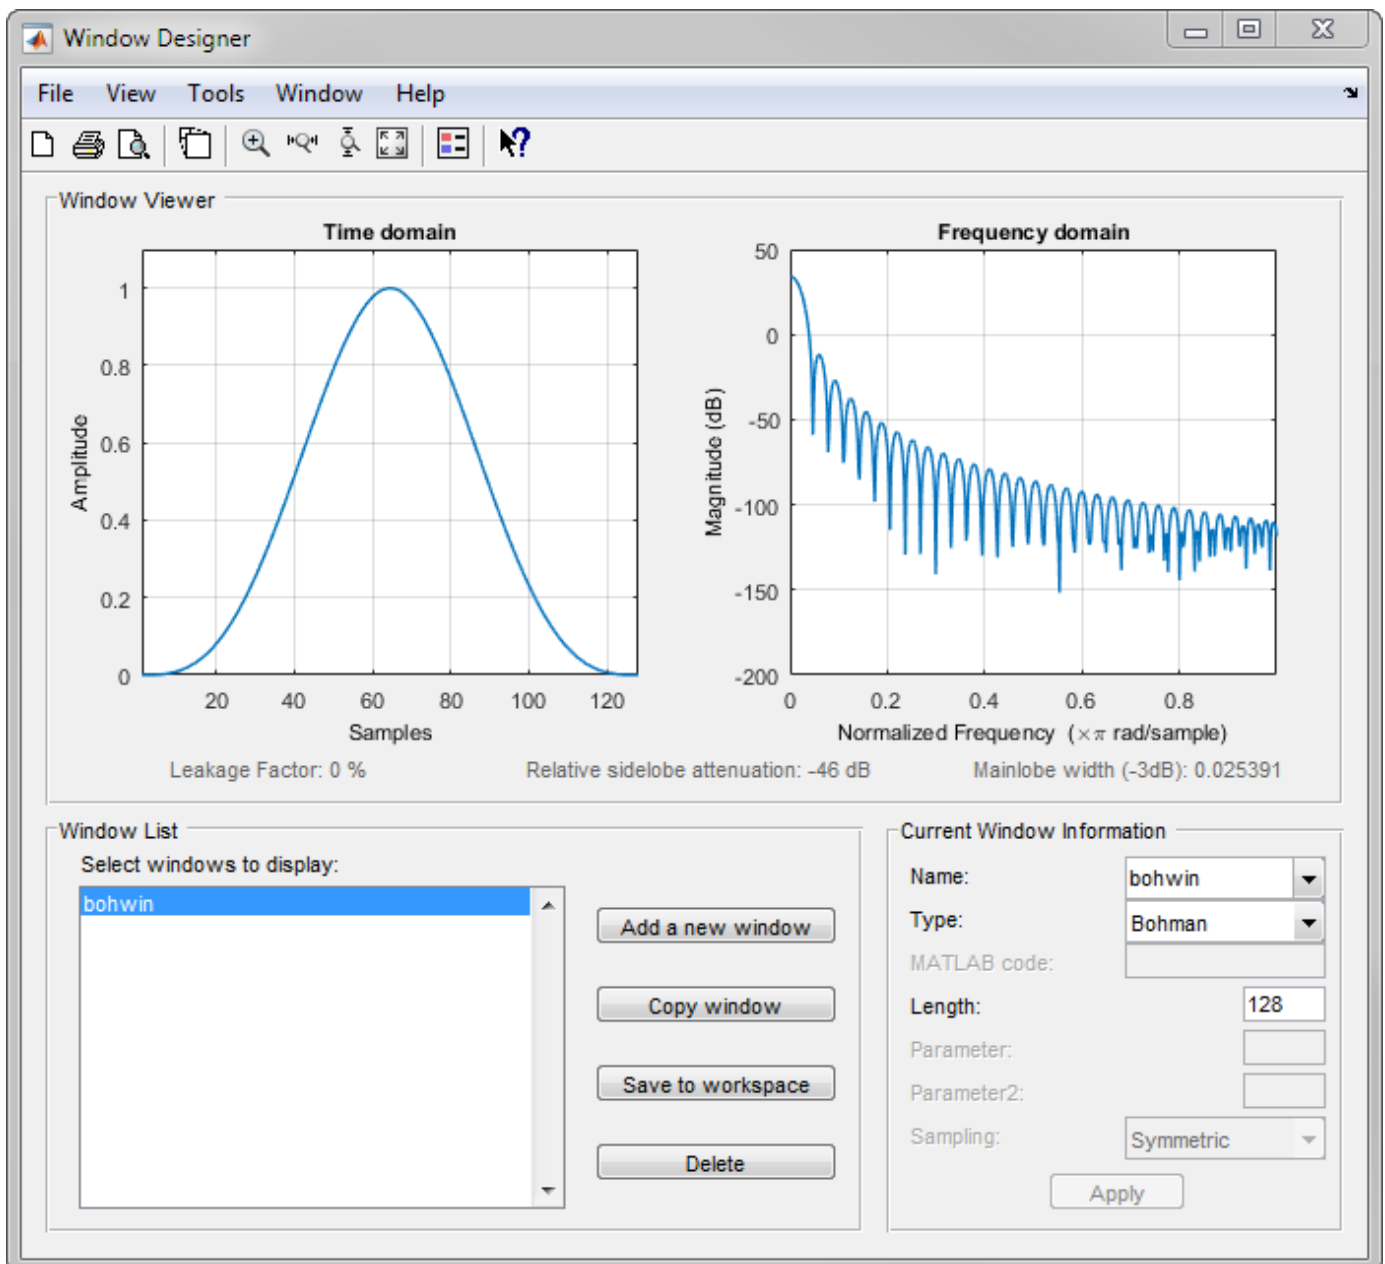 Window Designer
File View Tools Window Help
Window Viewer
Time domain
1
0.8
0.6
0.4
0.2
0
Amplitude
20 40 60 80 100 120
Samples
Frequency domain
50
0
-50
-100
-150
-200
Magnitude (dB)
0 0.2 0.4 0.6 0.8
Normalized Frequency (×π rad/sample)
Leakage Factor: 0 % Relative sidelobe attenuation: -46 dB Mainlobe width (-3dB): 0.025391
Window List
Select windows to display:
bohwin
Add a new window
Copy window
Save to workspace
Delete
Current Window Information
Name: bohwin
Type: Bohman
MATLAB code:
Length: 128
Parameter:
Parameter2:
Sampling: Symmetric
Apply